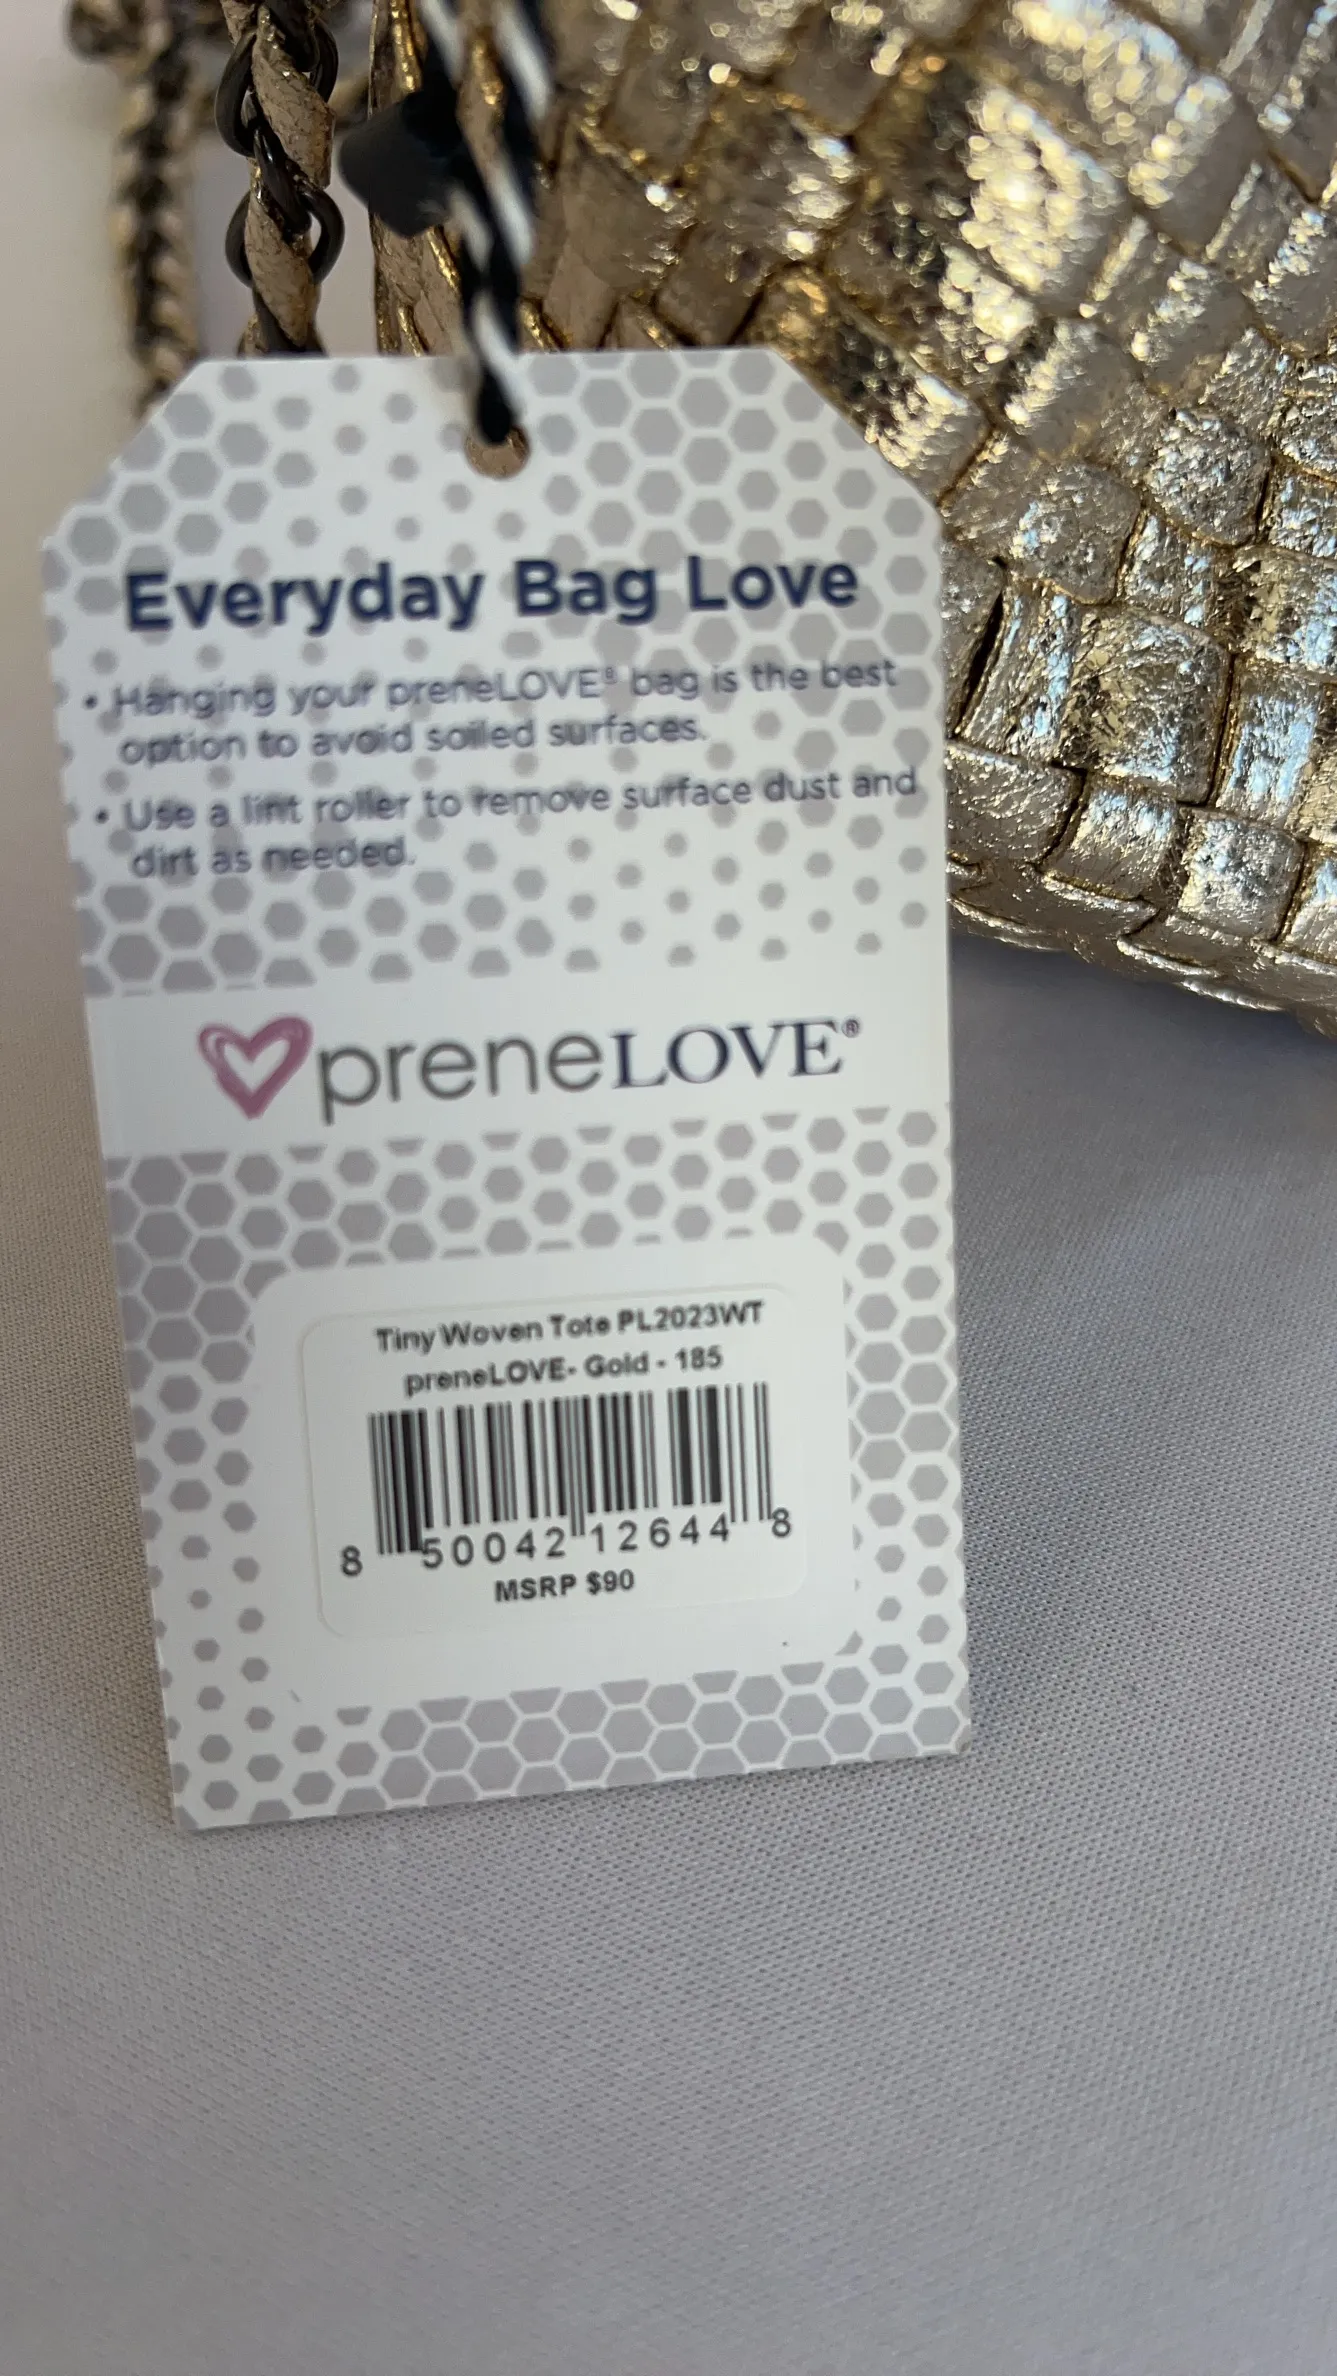 Everyday Bag Love
• Hanging your preneLOVE® bag is the best
option to avoid soiled surfaces.
• Use a lint roller to remove surface dust and
dirt as needed.
preneLOVE®
Tiny Woven Tote PL2023WT
preneLOVE- Gold - 185
8 50042 12644 8
MSRP $90